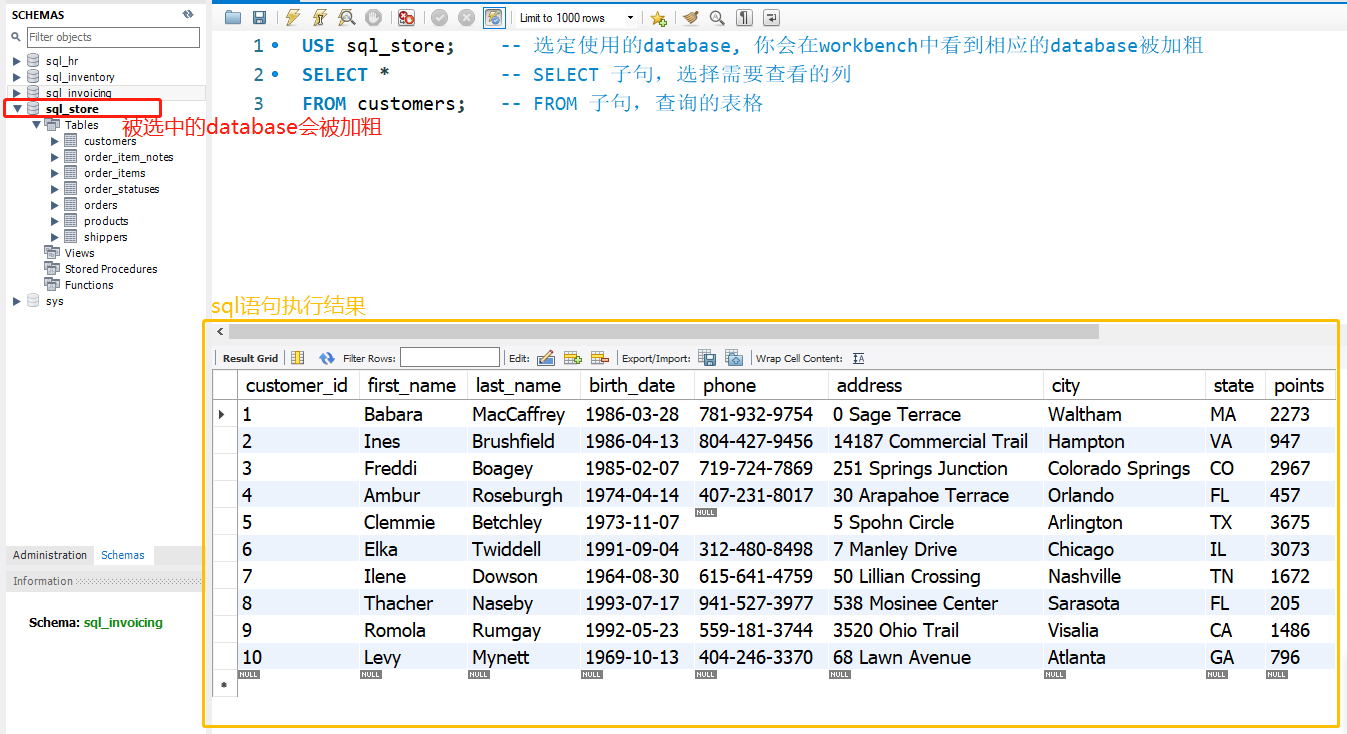 SCHEMAS
Filter objects
sql_hr
sql_inventory
sql_invoicing
sql_store
Tables
customers
order_item_notes
order_items
order_statuses
orders
products
shippers
Views
Stored Procedures
Functions
sys
被选中的database会被加粗
Administration Schemas
Information
Schema: sql_invoicing
Limit to 1000 rows
1 USE sql_store; -- 选定使用的database, 你会在workbench中看到相应的database被加粗
2 SELECT * -- SELECT 子句，选择需要查看的列
3 FROM customers; -- FROM 子句，查询的表格
sql语句执行结果
Result Grid Filter Rows: Edit: Export/Import: Wrap Cell Content: IA
customer_id first_name last_name birth_date phone address city state points
1 Babara MacCaffrey 1986-03-28 781-932-9754 0 Sage Terrace Waltham MA 2273
2 Ines Brushfield 1986-04-13 804-427-9456 14187 Commercial Trail Hampton VA 947
3 Freddi Boagey 1985-02-07 719-724-7869 251 Springs Junction Colorado Springs CO 2967
4 Ambur Roseburgh 1974-04-14 407-231-8017 30 Arapahoe Terrace Orlando FL 457
5 Clemmie Betchley 1973-11-07 NULL 5 Spohn Circle Arlington TX 3675
6 Elka Twiddell 1991-09-04 312-480-8498 7 Manley Drive Chicago IL 3073
7 Ilene Dowson 1964-08-30 615-641-4759 50 Lillian Crossing Nashville TN 1672
8 Thacher Naseby 1993-07-17 941-527-3977 538 Mosinee Center Sarasota FL 205
9 Romola Rumgay 1992-05-23 559-181-3744 3520 Ohio Trail Visalia CA 1486
10 Levy Mynett 1969-10-13 404-246-3370 68 Lawn Avenue Atlanta GA 796
NULL NULL NULL NULL NULL NULL NULL NULL NULL